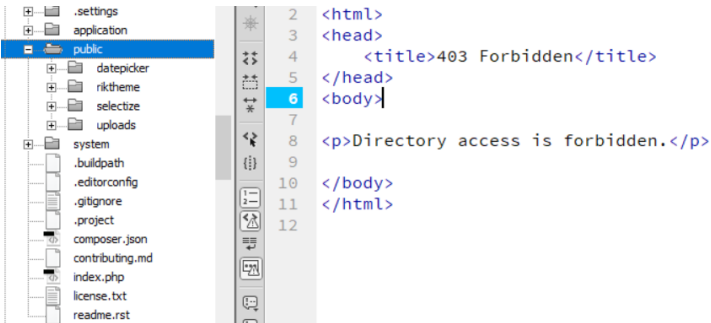 .settings
application
public
datepicker
riktheme
selectize
uploads
system
.buildpath
.editorconfig
.gitignore
.project
composer.json
contributing.md
index.php
license.txt
readme.rst
2 <html>
3 <head>
4 <title>403 Forbidden</title>
5 </head>
6 <body>
7
8 <p>Directory access is forbidden.</p>
9
10 </body>
11 </html>
12